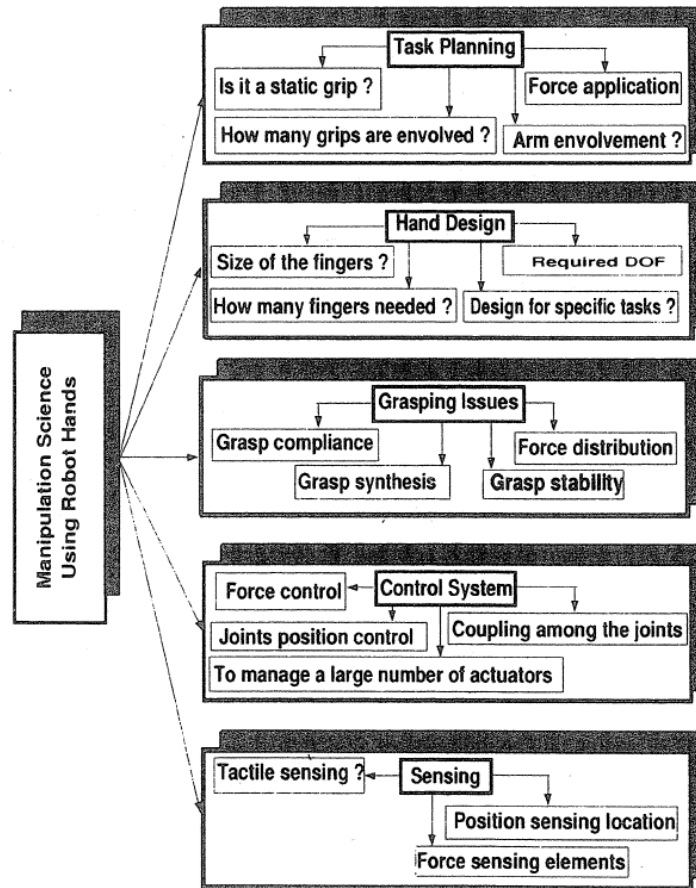 Manipulation Science
Using Robot Hands
Task Planning
Is it a static grip ?
Force application
How many grips are envolved ?
Arm envolvement ?
Hand Design
Size of the fingers ?
Required DOF
How many fingers needed ?
Design for specific tasks ?
Grasping Issues
Grasp compliance
Force distribution
Grasp synthesis
Grasp stability
Control System
Force control
Joints position control
Coupling among the joints
To manage a large number of actuators
Sensing
Tactile sensing ?
Position sensing location
Force sensing elements